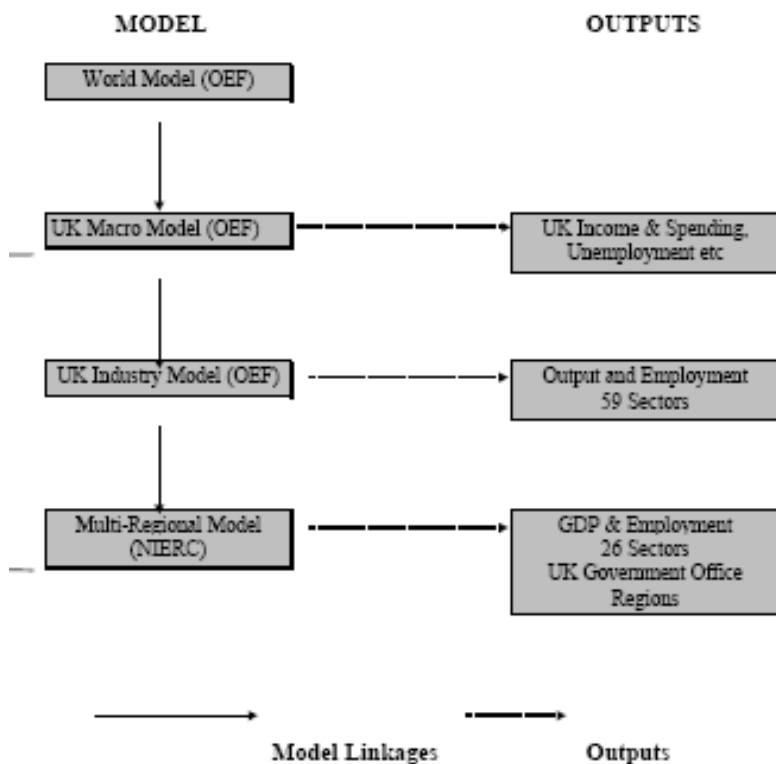 MODEL OUTPUTS
World Model (OEF)
UK Macro Model (OEF)
UK Income & Spending,
Unemployment etc
UK Industry Model (OEF)
Output and Employment
59 Sectors
Multi-Regional Model
(NIERC)
GDP & Employment
26 Sectors
UK Government Office
Regions
Model Linkages Outputs